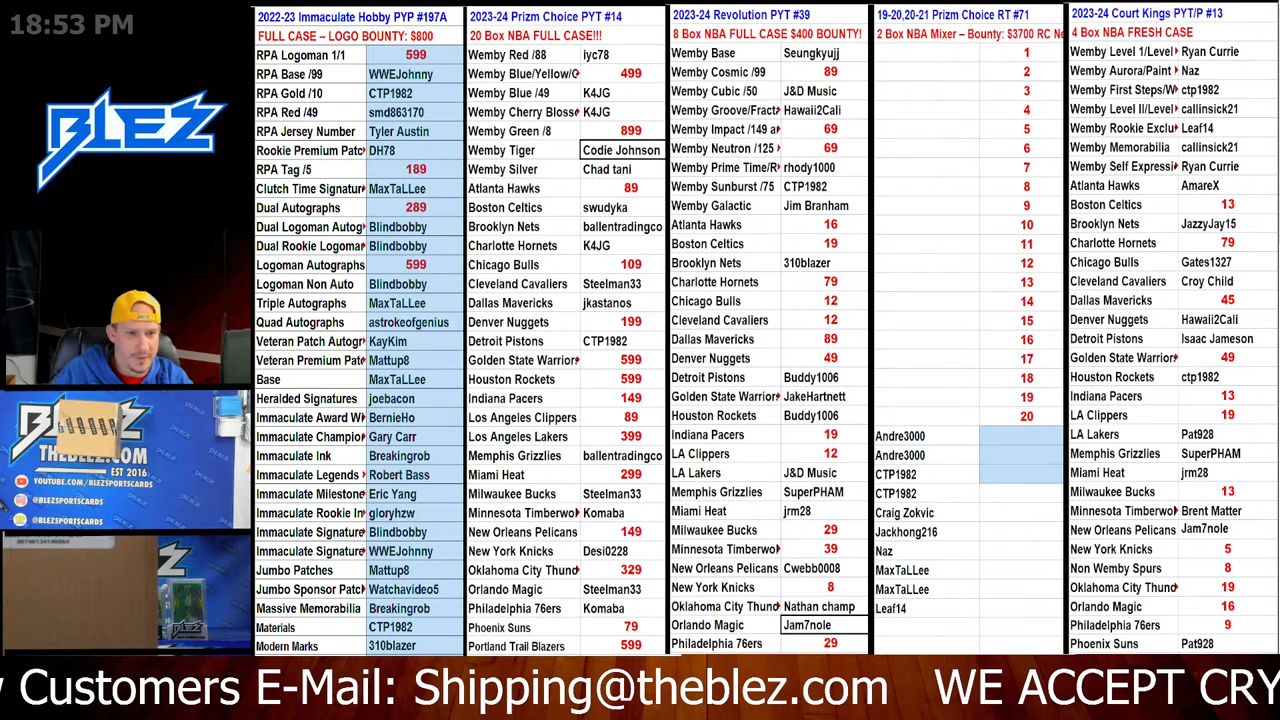 18:53 PM
BLEZ
BLEZ
THEBLEZ.COM
EST 2016
YOUTUBE.COM/BLEZSPORTSCARDS
@BLEZSPORTSCARDS
@BLEZSPORTSCARDS
BLEZ
2022-23 Immaculate Hobby PYP #197A
FULL CASE – LOGO BOUNTY: $800
RPA Logoman 1/1 599
RPA Base /99 WWEJohnny
RPA Gold /10 CTP1982
RPA Red /49 smd863170
RPA Jersey Number Tyler Austin
Rookie Premium Patc DH78
RPA Tag /5 189
Clutch Time Signatur MaxTaLLee
Dual Autographs 289
Dual Logoman Autog Blindbobby
Dual Rookie Logoma Blindbobby
Logoman Autographs 599
Logoman Non Auto Blindbobby
Triple Autographs MaxTaLLee
Quad Autographs astrokeofgenius
Veteran Patch Autogr KayKim
Veteran Premium Pat Mattup8
Base MaxTaLLee
Heralded Signatures joebacon
Immaculate Award W BernieHo
Immaculate Champio Gary Carr
Immaculate Ink Breakingrob
Immaculate Legends Robert Bass
Immaculate Milestone Eric Yang
Immaculate Rookie In gloryhzw
Immaculate Signature Blindbobby
Immaculate Signature WWEJohnny
Jumbo Patches Mattup8
Jumbo Sponsor Patc Watchavideo5
Massive Memorabilia Breakingrob
Materials CTP1982
Modern Marks 310blazer
2023-24 Prizm Choice PYT #14
20 Box NBA FULL CASE!!!
Wemby Red /88 iyc78
Wemby Blue/Yellow/G 499
Wemby Blue /49 K4JG
Wemby Cherry Blosso K4JG
Wemby Green /8 899
Wemby Tiger Codie Johnson
Wemby Silver Chad tani
Atlanta Hawks 89
Boston Celtics swudyka
Brooklyn Nets ballentradingco
Charlotte Hornets K4JG
Chicago Bulls 109
Cleveland Cavaliers Steelman33
Dallas Mavericks jkastanos
Denver Nuggets 199
Detroit Pistons CTP1982
Golden State Warrior 599
Houston Rockets 599
Indiana Pacers 149
Los Angeles Clippers 89
Los Angeles Lakers 399
Memphis Grizzlies ballentradingco
Miami Heat 299
Milwaukee Bucks Steelman33
Minnesota Timberwo Komaba
New Orleans Pelicans 149
New York Knicks Desi0228
Oklahoma City Thund 329
Orlando Magic Steelman33
Philadelphia 76ers Komaba
Phoenix Suns 79
Portland Trail Blazers 599
2023-24 Revolution PYT #39
8 Box NBA FULL CASE $400 BOUNTY!
Wemby Base Seungkyujj
Wemby Cosmic /99 89
Wemby Cubic /50 J&D Music
Wemby Groove/Fract Hawaii2Cali
Wemby Impact /149 a 69
Wemby Neutron /125 69
Wemby Prime Time/R rhody1000
Wemby Sunburst /75 CTP1982
Wemby Galactic Jim Branham
Atlanta Hawks 16
Boston Celtics 19
Brooklyn Nets 310blazer
Charlotte Hornets 79
Chicago Bulls 12
Cleveland Cavaliers 12
Dallas Mavericks 89
Denver Nuggets 49
Detroit Pistons Buddy1006
Golden State Warrior JakeHartnett
Houston Rockets Buddy1006
Indiana Pacers 19
LA Clippers 12
LA Lakers J&D Music
Memphis Grizzlies SuperPHAM
Miami Heat jrm28
Milwaukee Bucks 29
Minnesota Timberwo 39
New Orleans Pelicans Cwebb0008
New York Knicks 8
Oklahoma City Thund Nathan champ
Orlando Magic Jam7nole
Philadelphia 76ers 29
19-20,20-21 Prizm Choice RT #71
2 Box NBA Mixer – Bounty: $3700 RC Ne
1
2
3
4
5
6
7
8
9
10
11
12
13
14
15
16
17
18
19
20
Andre3000
Andre3000
CTP1982
CTP1982
Craig Zokvic
Jackhong216
Naz
MaxTaLLee
MaxTaLLee
Leaf14
2023-24 Court Kings PYT/P #13
4 Box NBA FRESH CASE
Wemby Level 1/Level Ryan Currie
Wemby Aurora/Paint Naz
Wemby First Steps/W ctp1982
Wemby Level II/Level callinsick21
Wemby Rookie Exclu Leaf14
Wemby Memorabilia callinsick21
Wemby Self Expressi Ryan Currie
Atlanta Hawks AmareX
Boston Celtics 13
Brooklyn Nets JazzyJay15
Charlotte Hornets 79
Chicago Bulls Gates1327
Cleveland Cavaliers Croy Child
Dallas Mavericks 45
Denver Nuggets Hawaii2Cali
Detroit Pistons Isaac Jameson
Golden State Warrior 49
Houston Rockets ctp1982
Indiana Pacers 13
LA Clippers 19
LA Lakers Pat928
Memphis Grizzlies SuperPHAM
Miami Heat jrm28
Milwaukee Bucks 13
Minnesota Timberwo Brent Matter
New Orleans Pelicans Jam7nole
New York Knicks 5
Non Wemby Spurs 8
Oklahoma City Thund 19
Orlando Magic 16
Philadelphia 76ers 9
Phoenix Suns Pat928
Customers E-Mail: Shipping@theblez.com WE ACCEPT CRY